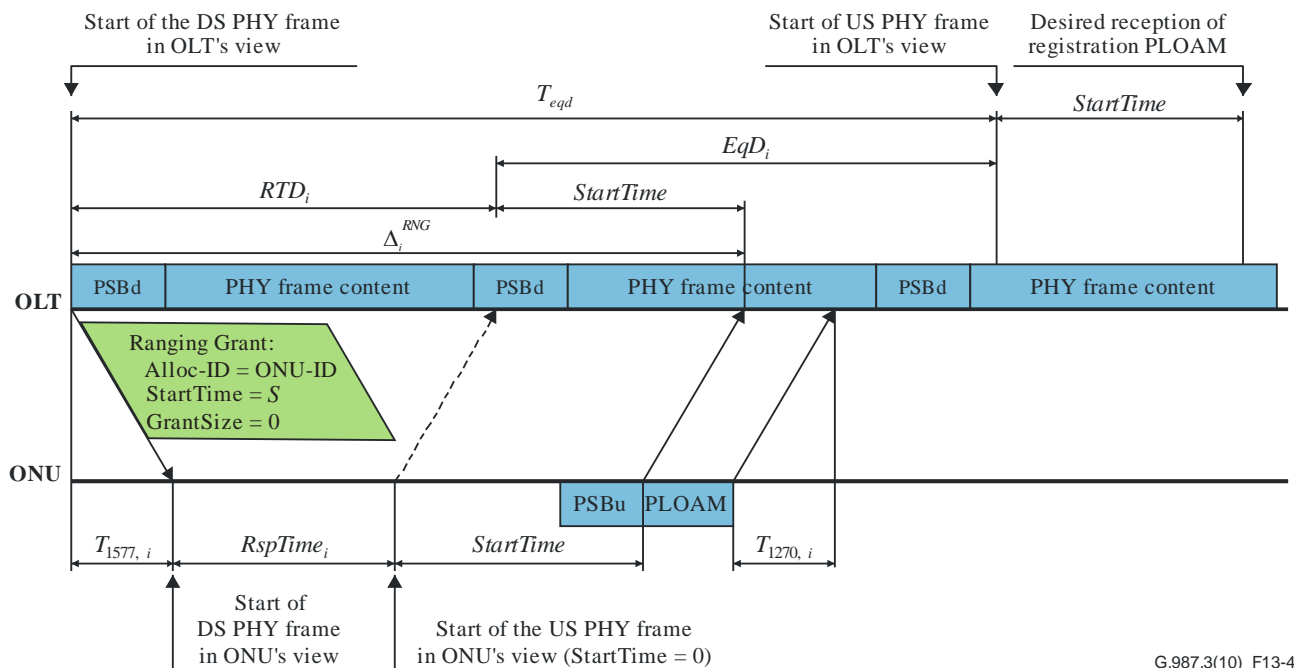 Start of the DS PHY frame
in OLT's view
Start of US PHY frame
in OLT's view
Desired reception of
registration PLOAM
T_eqd
StartTime
EqD_i
RTD_i
StartTime
Δ_i^RNG
PSBd
PHY frame content
PSBd
PHY frame content
PSBd
PHY frame content
OLT
Ranging Grant:
Alloc-ID = ONU-ID
StartTime = S
GrantSize = 0
ONU
PSBu
PLOAM
T_1577, i
RspTime_i
StartTime
T_1270, i
Start of
DS PHY frame
in ONU's view
Start of the US PHY frame
in ONU's view (StartTime = 0)
G.987.3(10)_F13-4